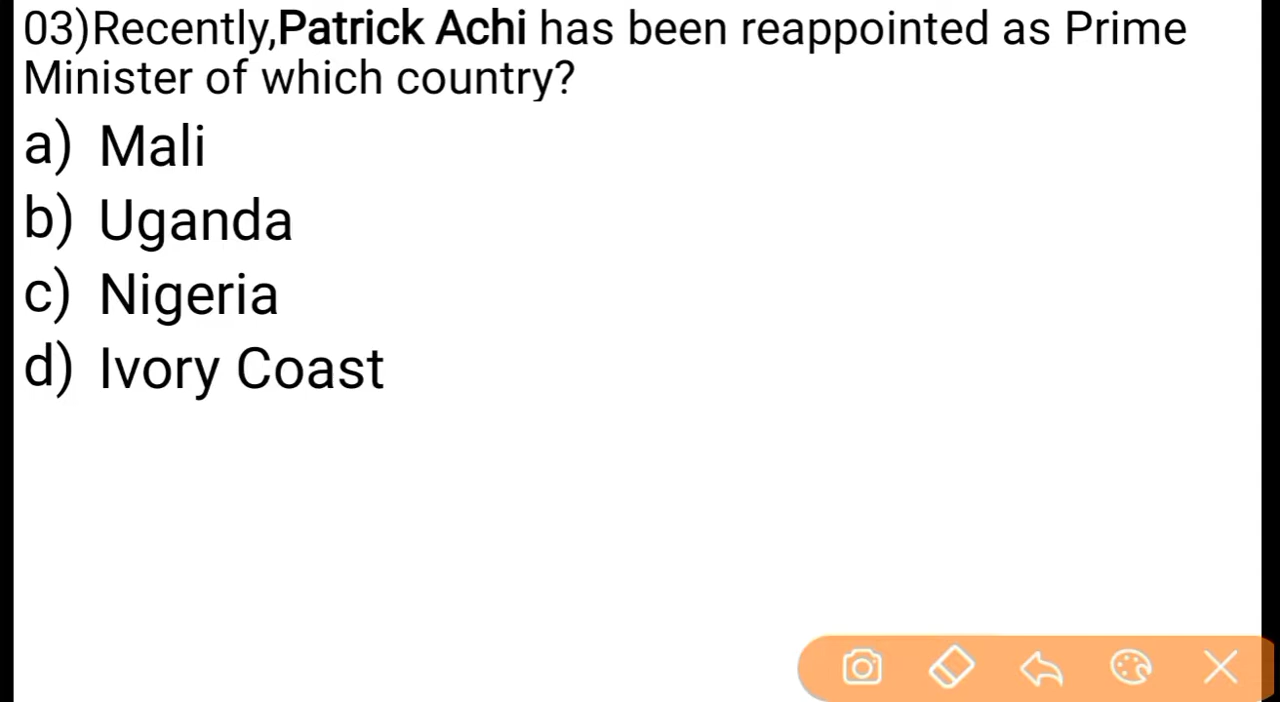 03)Recently,Patrick Achi has been reappointed as Prime
Minister of which country?
a) Mali
b) Uganda
c) Nigeria
d) Ivory Coast